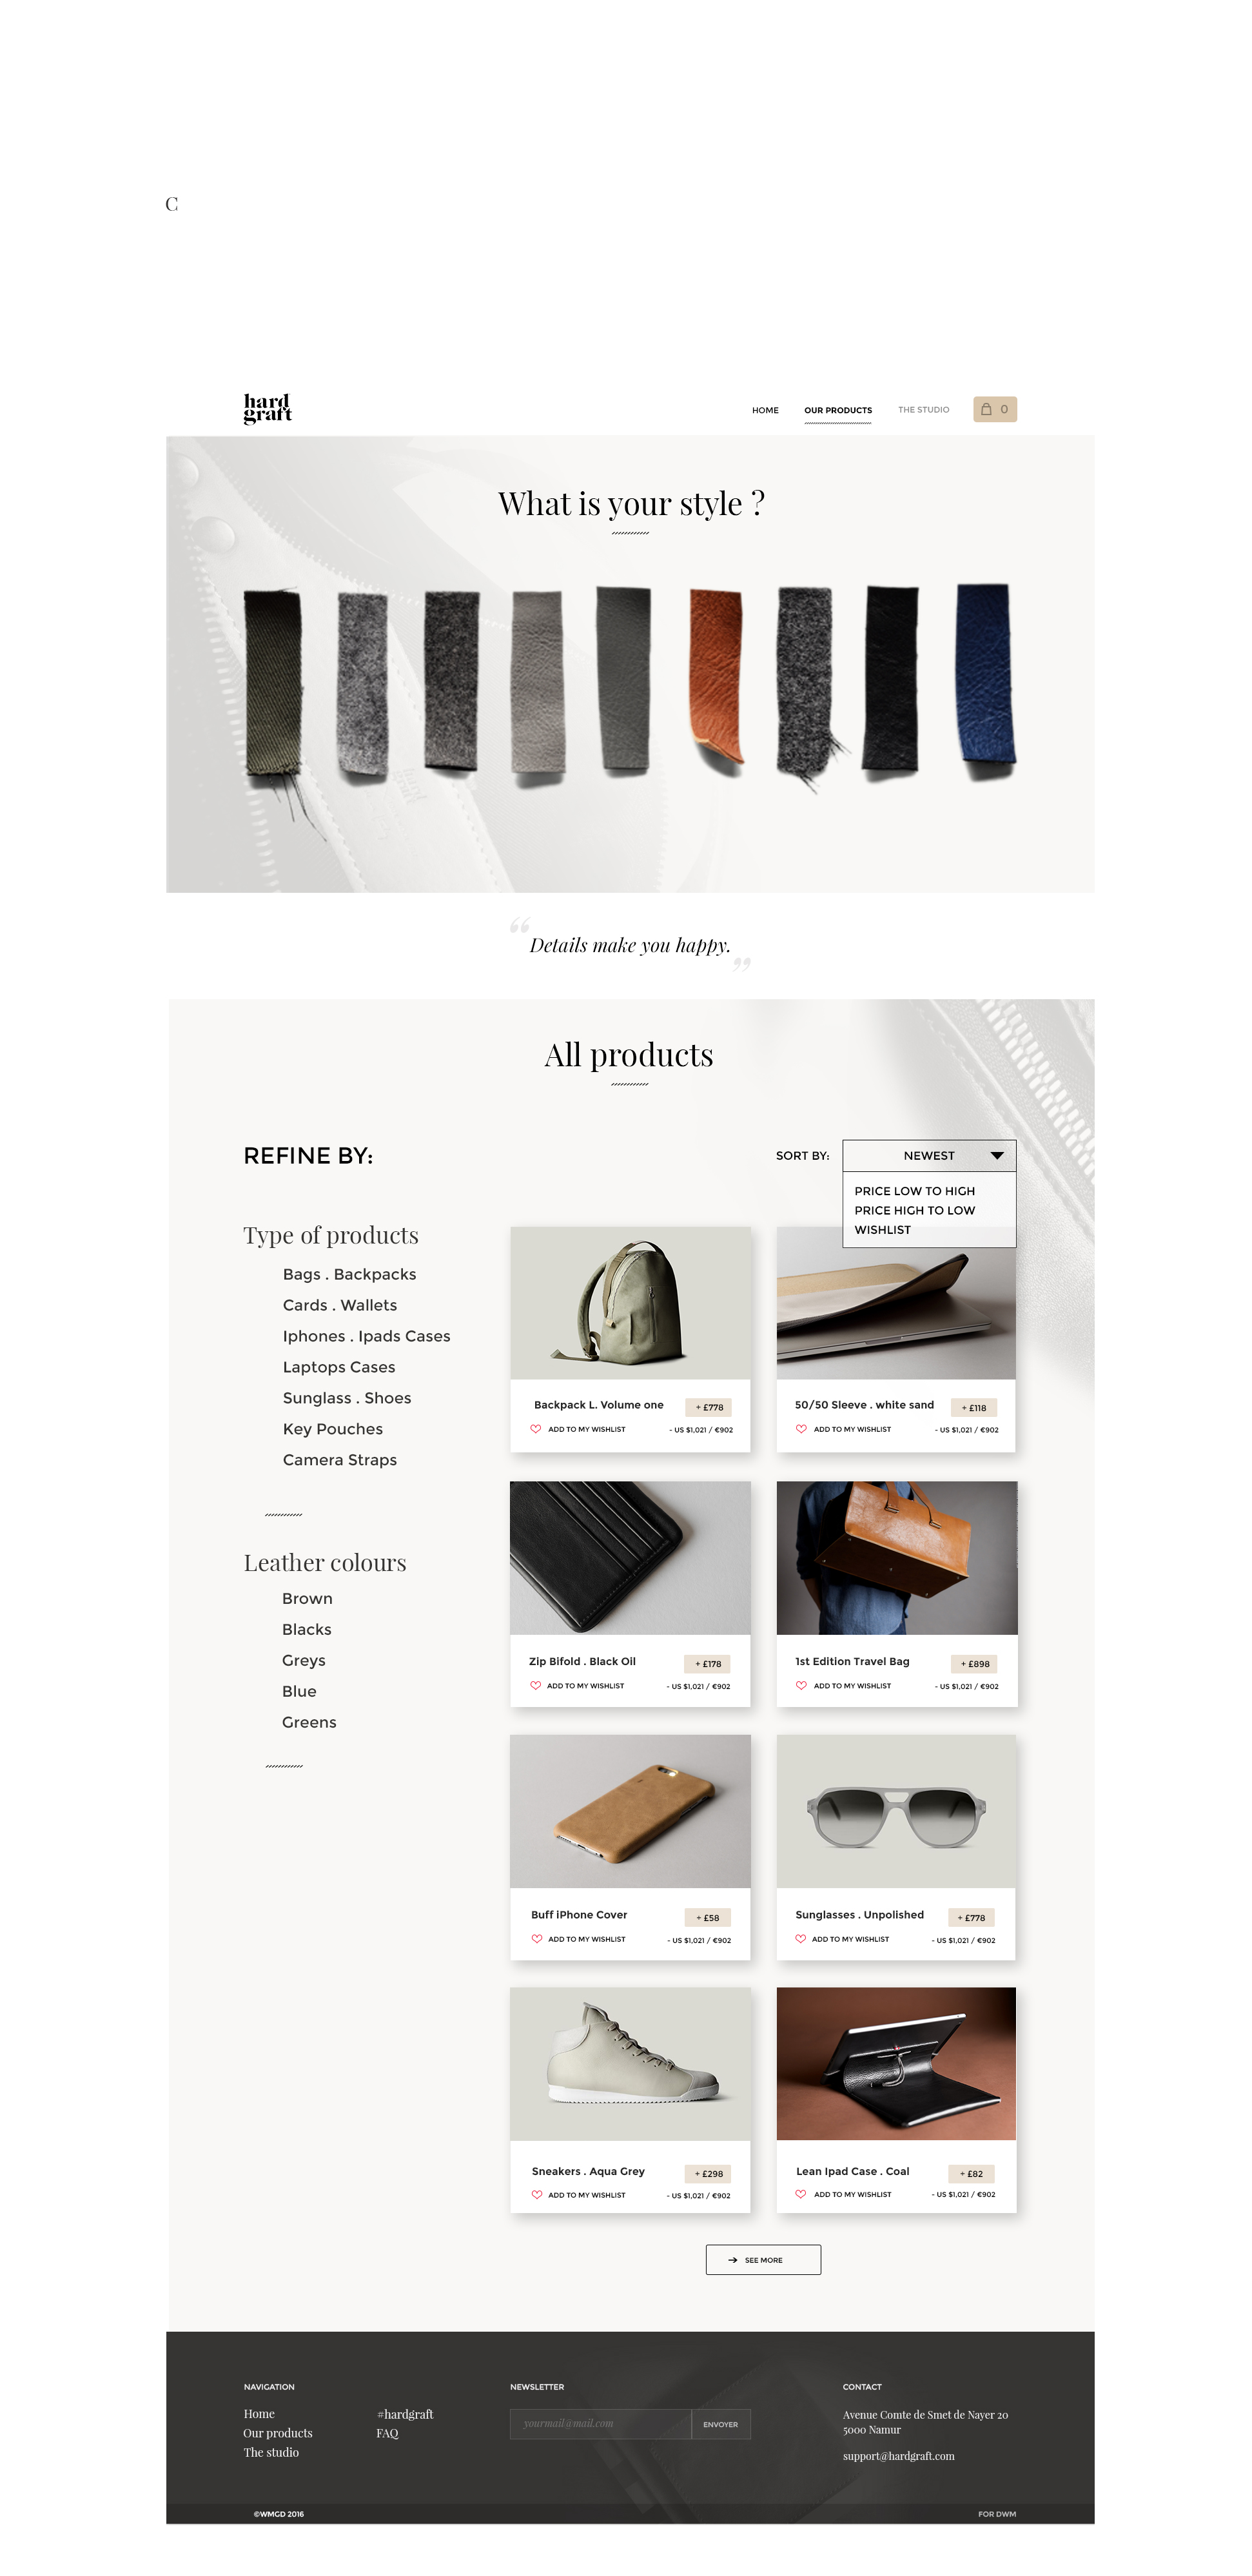 C
hard
graft
HOME OUR PRODUCTS THE STUDIO 0
What is your style ?
“ Details make you happy. ”
All products
REFINE BY:
SORT BY: NEWEST
PRICE LOW TO HIGH
PRICE HIGH TO LOW
WISHLIST
Type of products
Bags . Backpacks
Cards . Wallets
Iphones . Ipads Cases
Laptops Cases
Sunglass . Shoes
Key Pouches
Camera Straps
Leather colours
Brown
Blacks
Greys
Blue
Greens
Backpack L. Volume one + £778
ADD TO MY WISHLIST - US $1,021 / €902
50/50 Sleeve . white sand + £118
ADD TO MY WISHLIST - US $1,021 / €902
Zip Bifold . Black Oil + £178
ADD TO MY WISHLIST - US $1,021 / €902
1st Edition Travel Bag + £898
ADD TO MY WISHLIST - US $1,021 / €902
Buff iPhone Cover + £58
ADD TO MY WISHLIST - US $1,021 / €902
Sunglasses . Unpolished + £778
ADD TO MY WISHLIST - US $1,021 / €902
Sneakers . Aqua Grey + £298
ADD TO MY WISHLIST - US $1,021 / €902
Lean Ipad Case . Coal + £82
ADD TO MY WISHLIST - US $1,021 / €902
SEE MORE
NAVIGATION
Home
Our products
The studio
#hardgraft
FAQ
NEWSLETTER
yourmail@mail.com ENVOYER
CONTACT
Avenue Comte de Smet de Nayer 20
5000 Namur
support@hardgraft.com
©WMGD 2016 FOR DWM